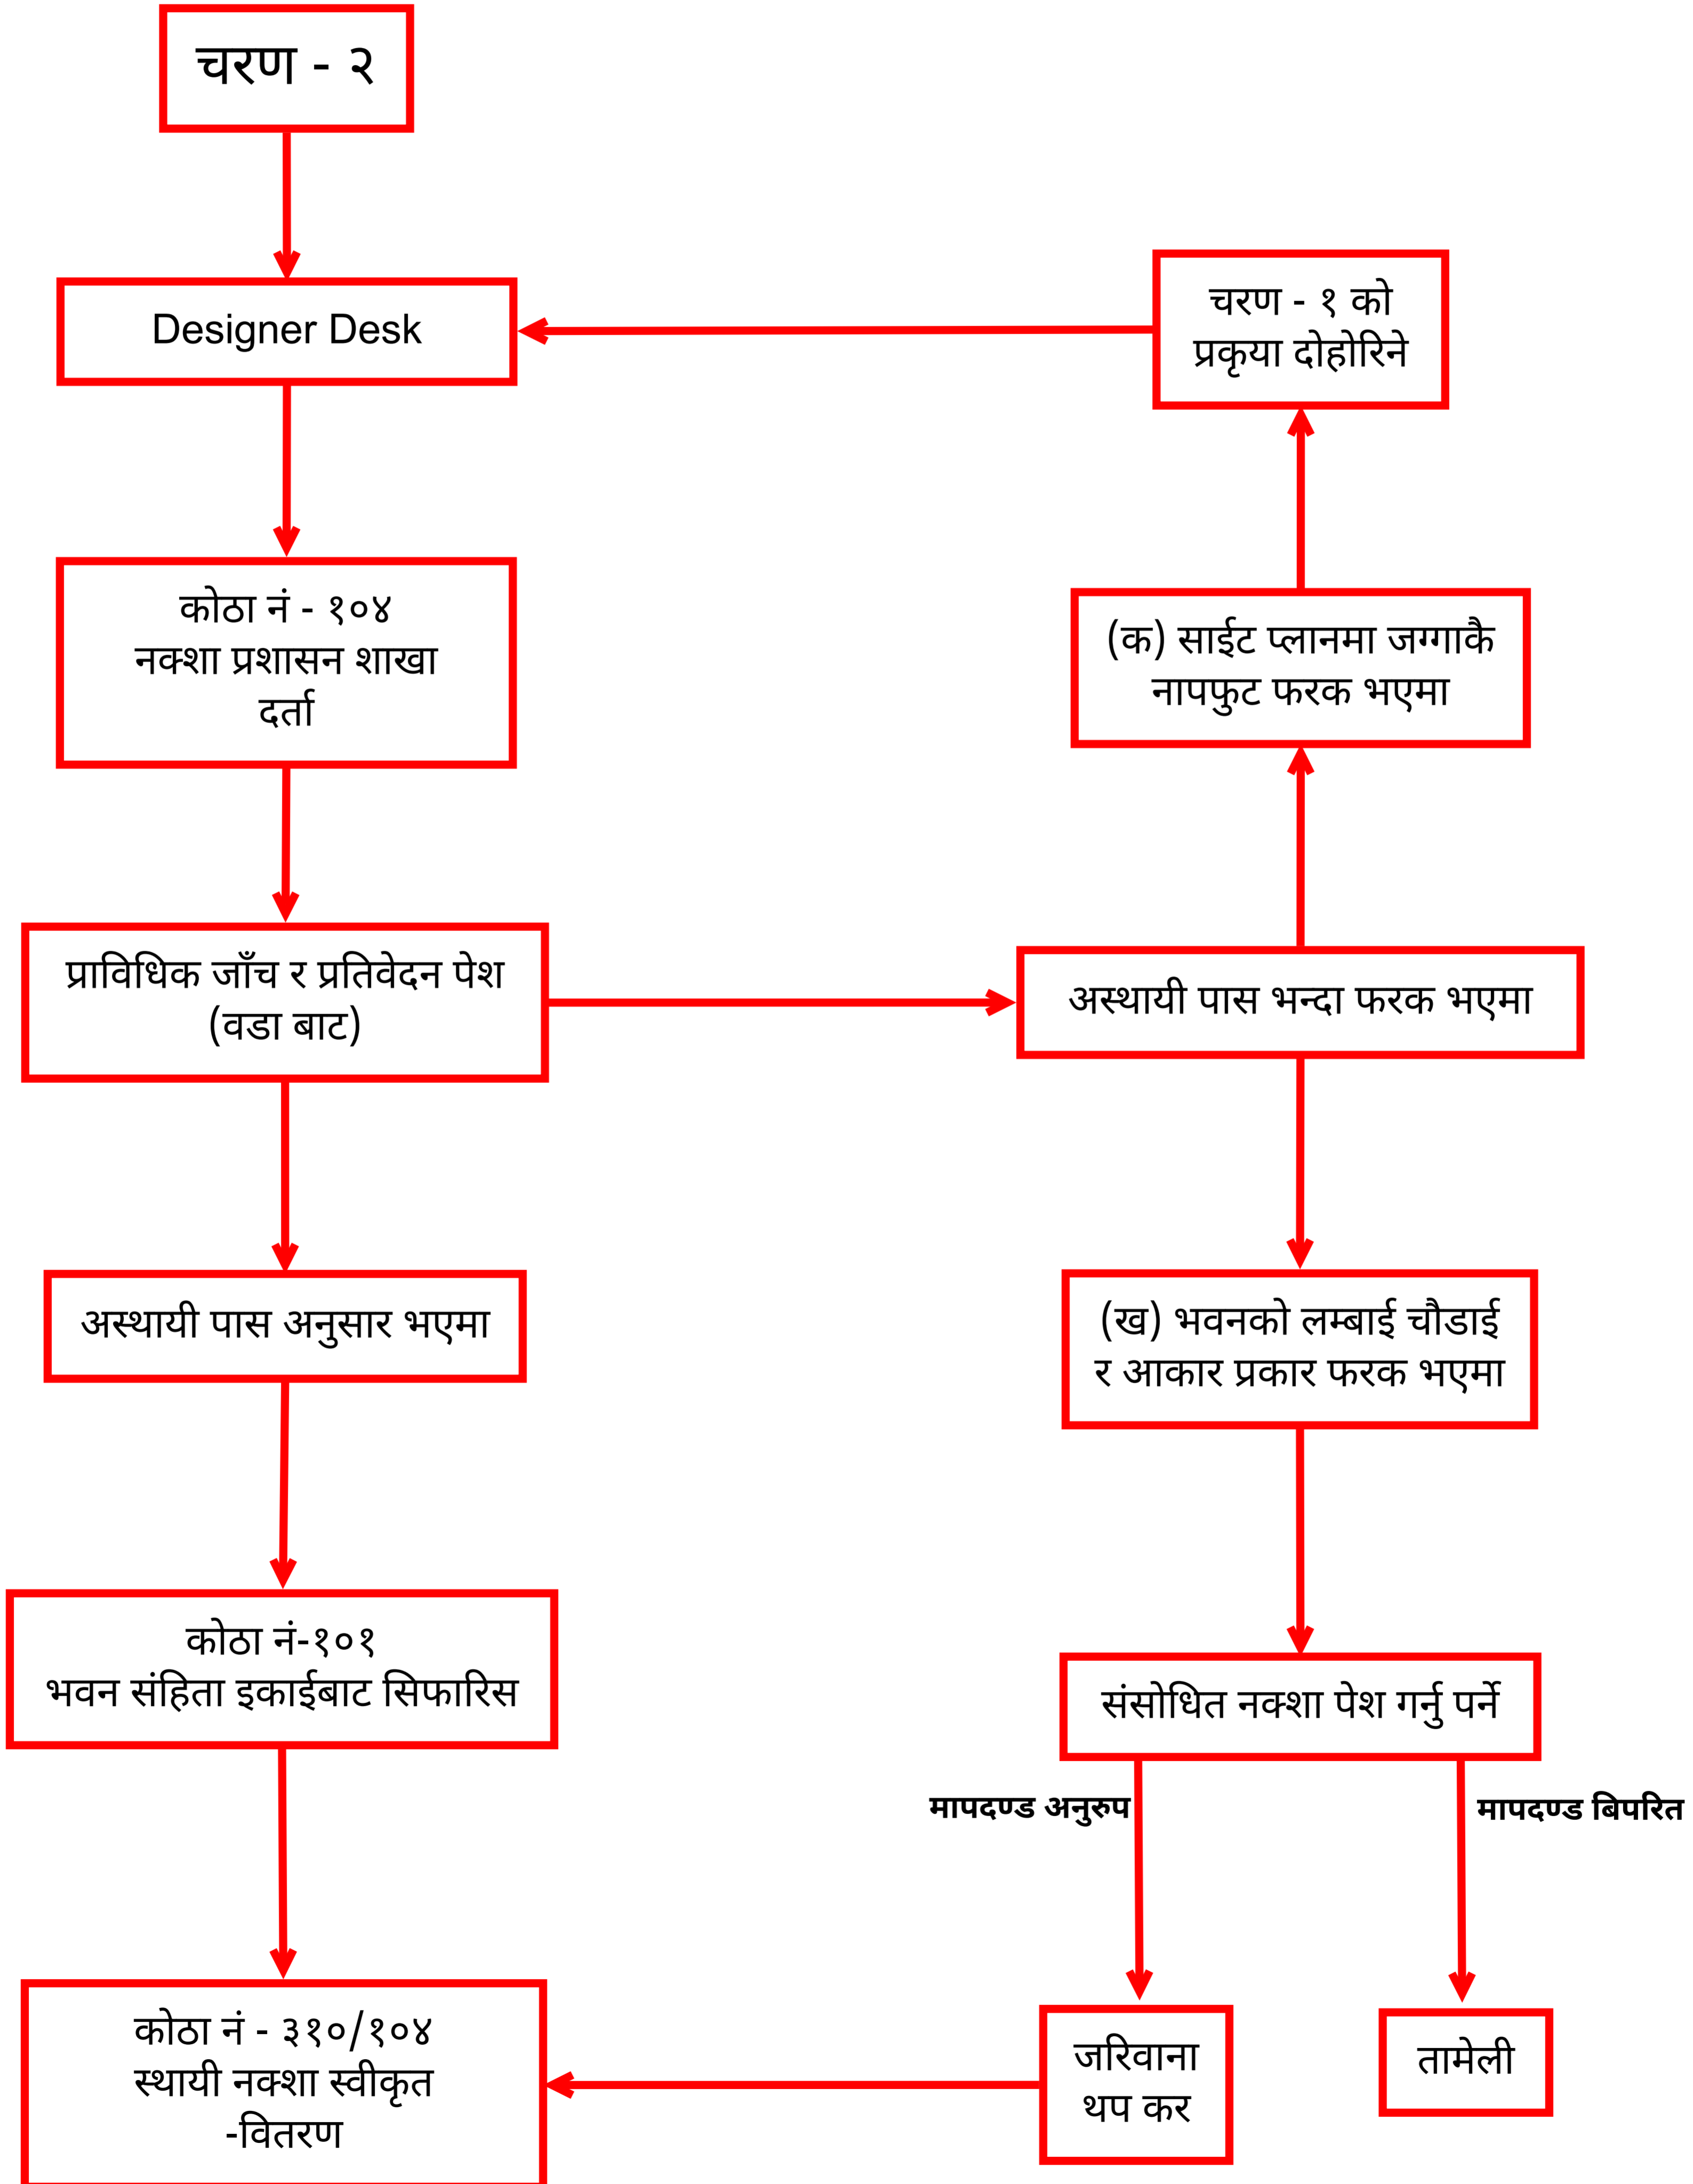 चरण - २
Designer Desk
चरण - १ को
प्रकृया दोहोरिने
कोठा नं - १०४
नक्शा प्रशासन शाखा
दर्ता
(क) साईट प्लानमा जग्गाकै
नापफुट फरक भएमा
प्राविधिक जाँच र प्रतिवेदन पेश
(वडा बाट)
अस्थायी पास भन्दा फरक भएमा
अस्थायी पास अनुसार भएमा
(ख) भवनको लम्बाई चौडाई
र आकार प्रकार फरक भएमा
कोठा नं-१०१
भवन संहिता इकाईबाट सिफारिस
संसोधित नक्शा पेश गर्नु पर्ने
मापदण्ड अनुरुप
मापदण्ड बिपरित
कोठा नं - ३१०/१०४
स्थायी नक्शा स्वीकृत
-वितरण
जरिवाना
थप कर
तामेली